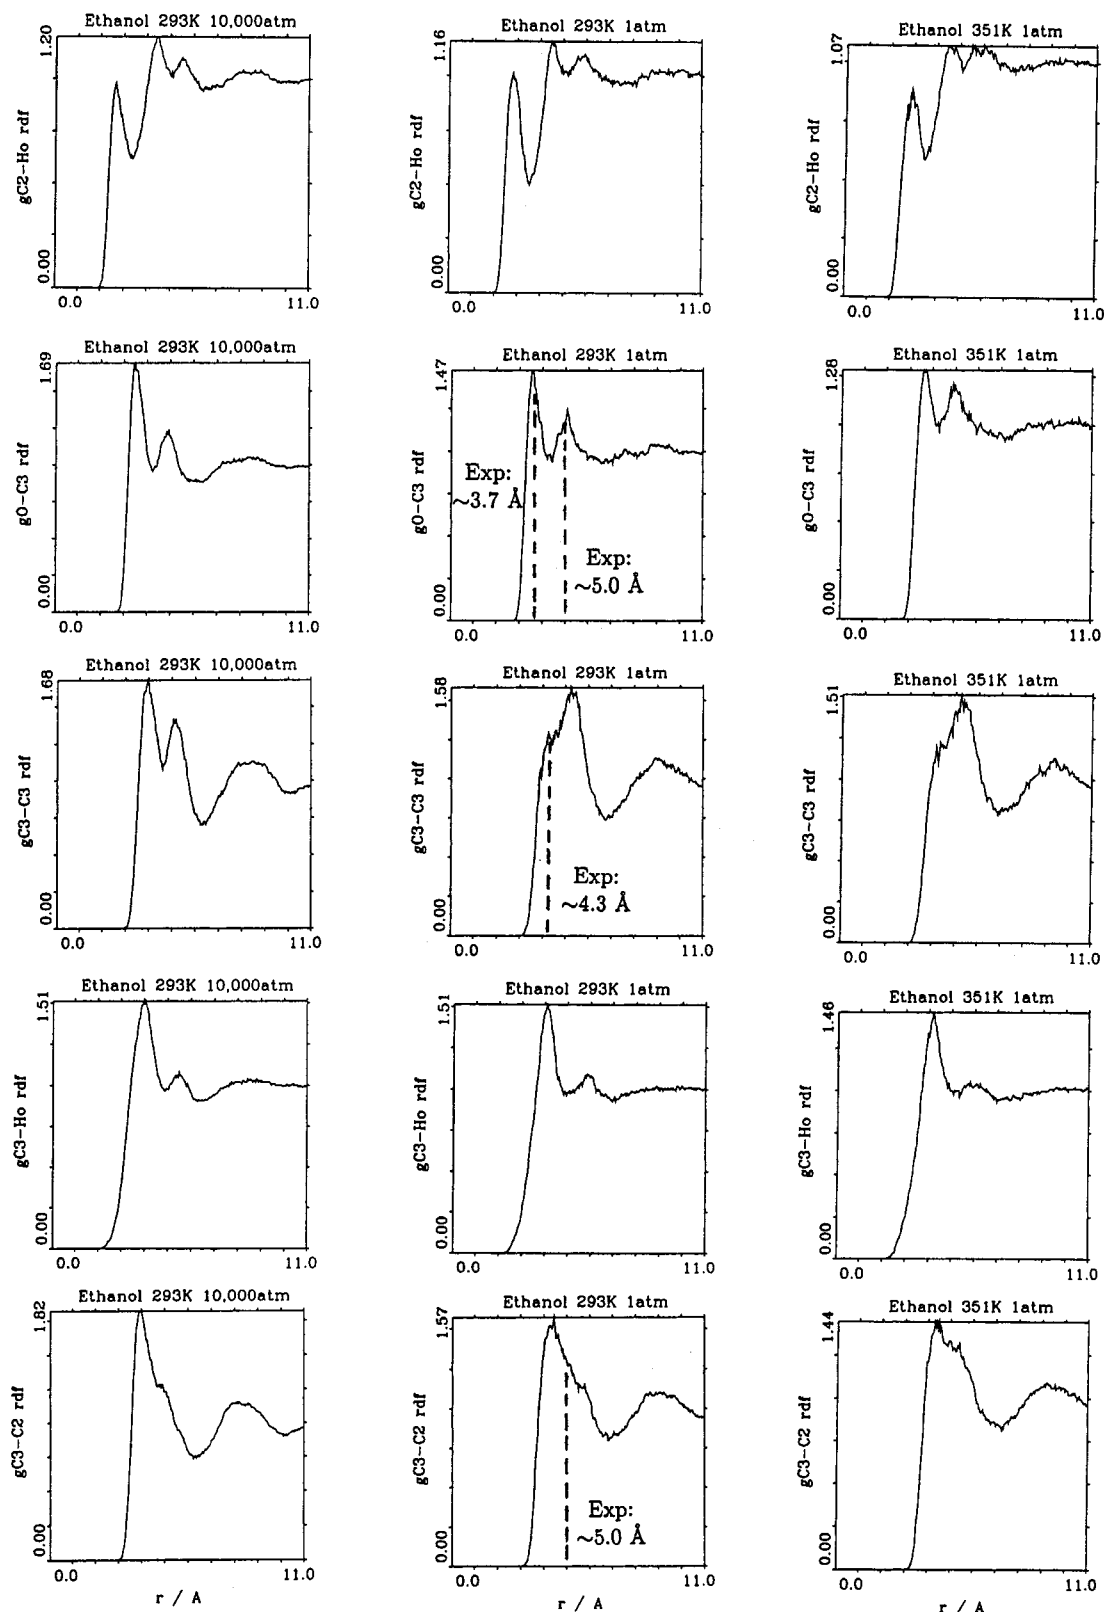 Ethanol 293K 10,000atm
1.20
gC2-Ho rdf
0.00
0.0
11.0
Ethanol 293K 1atm
1.16
gC2-Ho rdf
0.00
0.0
11.0
Ethanol 351K 1atm
1.07
gC2-Ho rdf
0.00
0.0
11.0
Ethanol 293K 10,000atm
1.69
gO-C3 rdf
0.00
0.0
11.0
Ethanol 293K 1atm
1.47
gO-C3 rdf
0.00
Exp:
~3.7 Å
Exp:
~5.0 Å
0.0
11.0
Ethanol 351K 1atm
1.28
gO-C3 rdf
0.00
0.0
11.0
Ethanol 293K 10,000atm
1.68
gC3-C3 rdf
0.00
0.0
11.0
Ethanol 293K 1atm
1.58
gC3-C3 rdf
0.00
Exp:
~4.3 Å
0.0
11.0
Ethanol 351K 1atm
1.51
gC3-C3 rdf
0.00
0.0
11.0
Ethanol 293K 10,000atm
1.51
gC3-Ho rdf
0.00
0.0
11.0
Ethanol 293K 1atm
1.51
gC3-Ho rdf
0.00
0.0
11.0
Ethanol 351K 1atm
1.46
gC3-Ho rdf
0.00
0.0
11.0
Ethanol 293K 10,000atm
1.82
gC3-C2 rdf
0.00
0.0
11.0
r / A
Ethanol 293K 1atm
1.57
gC3-C2 rdf
0.00
Exp:
~5.0 Å
0.0
11.0
r / A
Ethanol 351K 1atm
1.44
gC3-C2 rdf
0.00
0.0
11.0
r / A